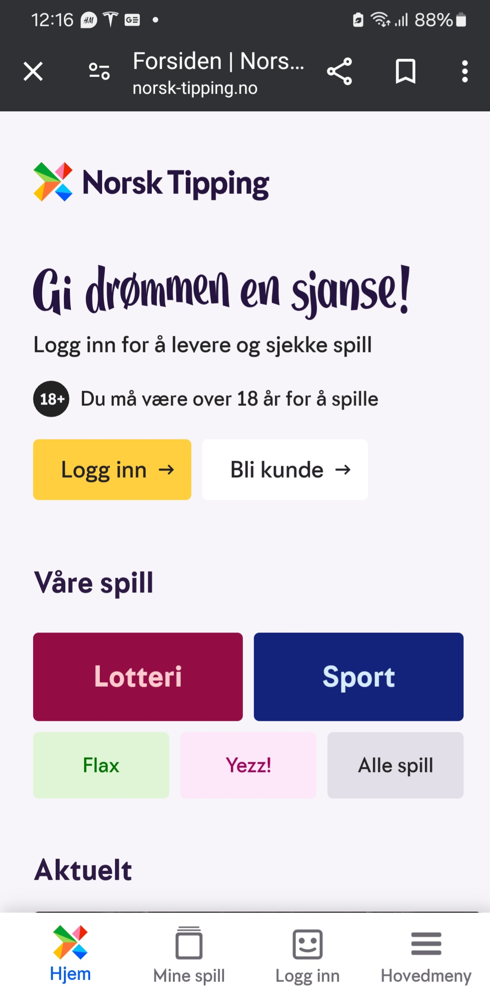 12:16 H&M GE 88%
Forsiden | Nors...
norsk-tipping.no
Norsk Tipping
Gi drømmen en sjanse!
Logg inn for å levere og sjekke spill
18+ Du må være over 18 år for å spille
Logg inn → Bli kunde →
Våre spill
Lotteri Sport
Flax Yezz! Alle spill
Aktuelt
Hjem Mine spill Logg inn Hovedmeny